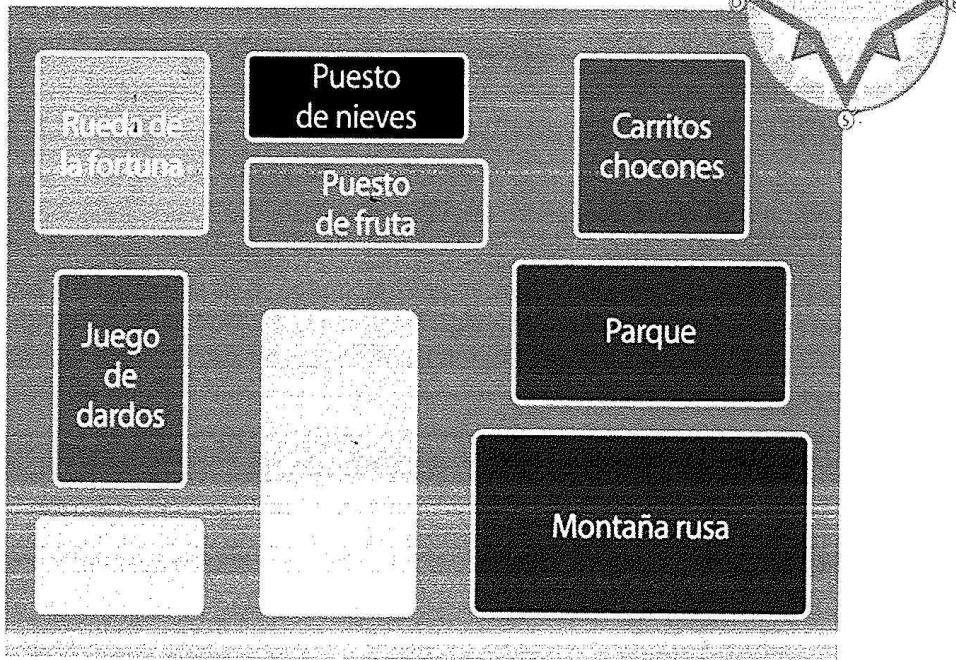 O
S
Rueda de
la fortuna
Puesto
de nieves
Carritos
chocones
Puesto
de fruta
Juego
de
dardos
Parque
Montaña rusa